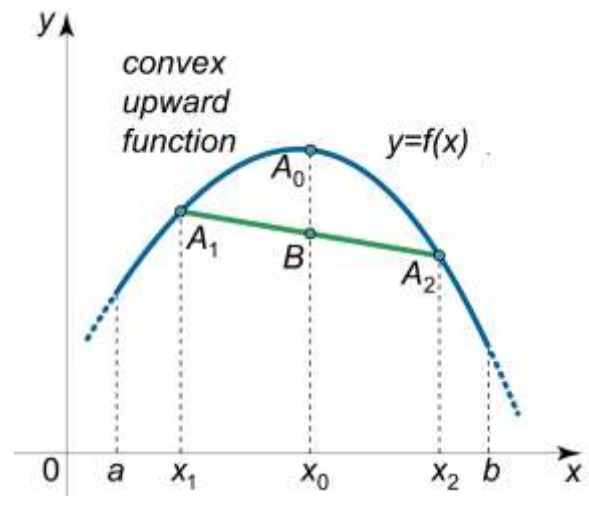 y
convex
upward
function
y=f(x)
A₀
A₁
B
A₂
0
a
x₁
x₀
x₂
b
x